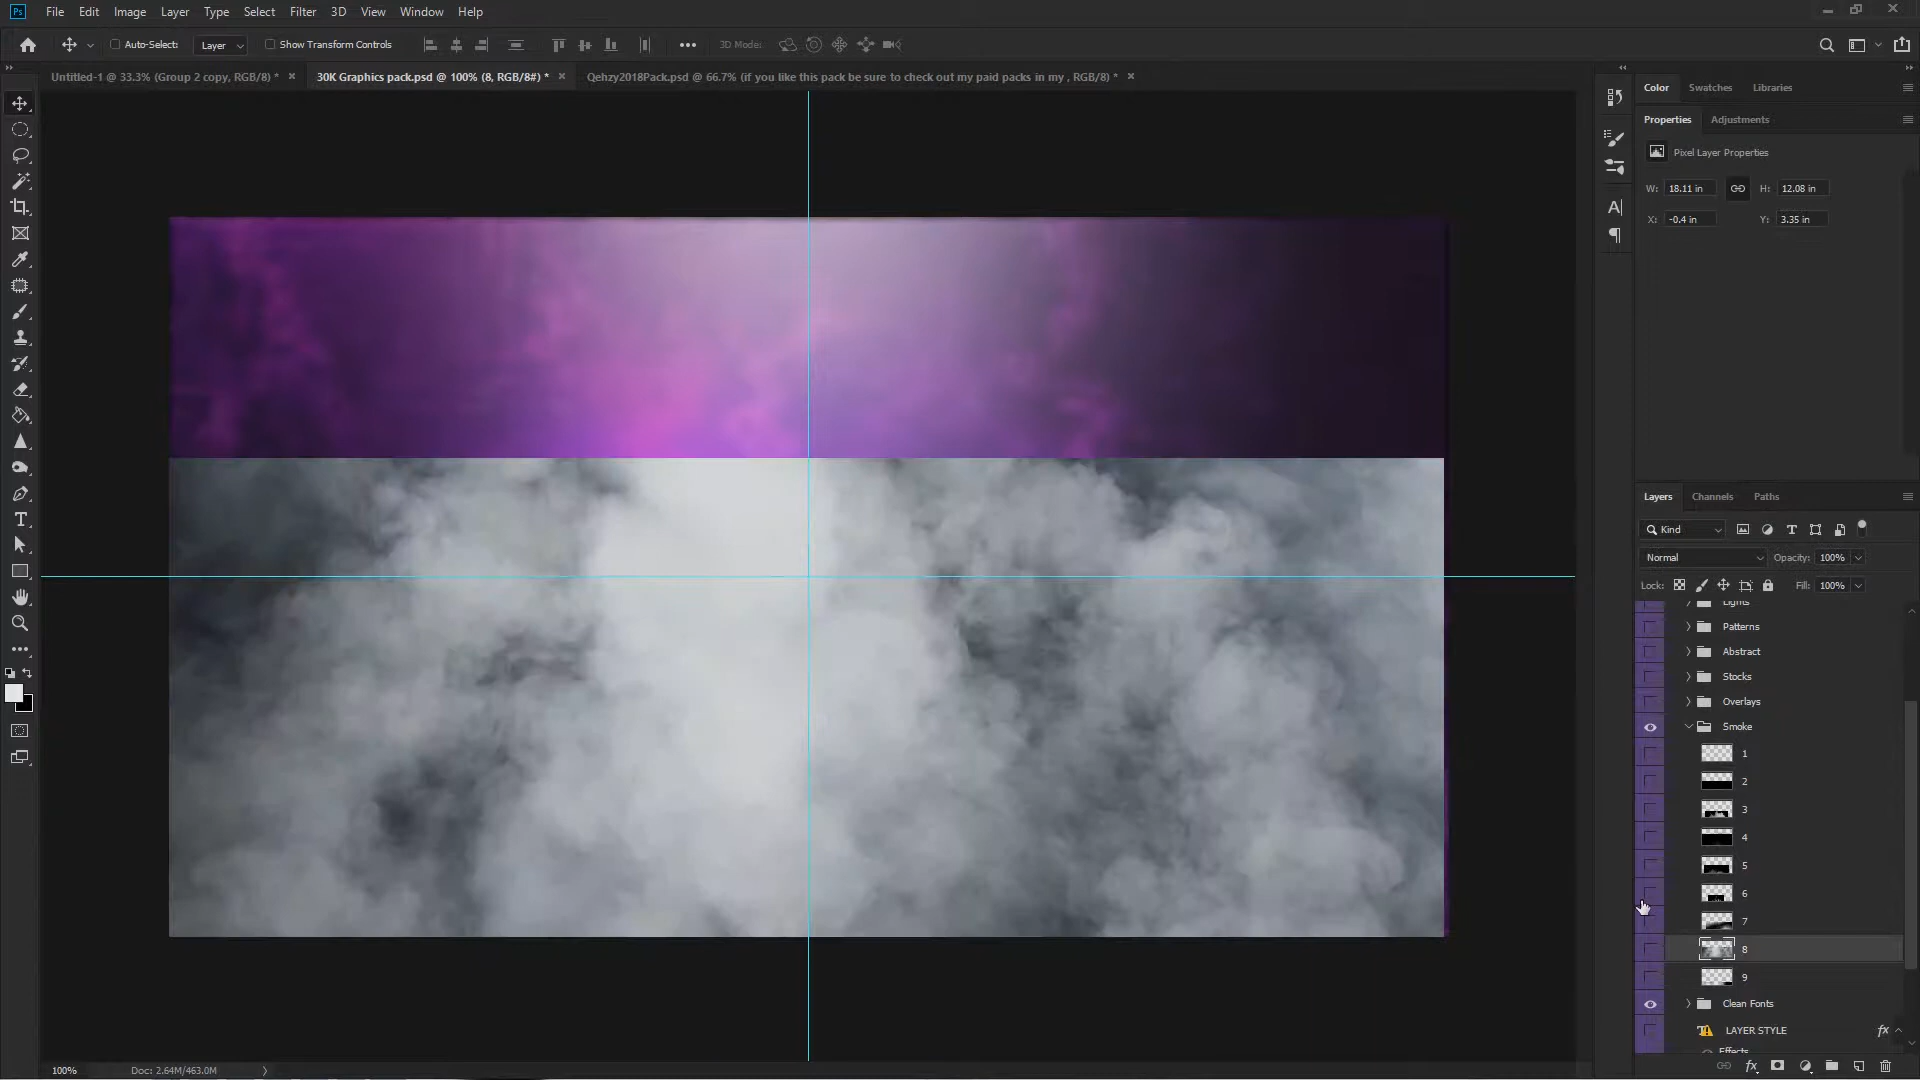 Ps File Edit Image Layer Type Select Filter 3D View Window Help
Auto-Select: Layer Show Transform Controls 3D Mode:
Untitled-1 @ 33.3% (Group 2 copy, RGB/8) * × 30K Graphics pack.psd @ 100% (8, RGB/8#) * × Qehzy2018Pack.psd @ 66.7% (if you like this pack be sure to check out my paid packs in my , RGB/8) * ×
Color Swatches Libraries
Properties Adjustments
Pixel Layer Properties
W: 18.11 in H: 12.08 in
X: -0.4 in Y: 3.35 in
Layers Channels Paths
Kind
Normal Opacity: 100%
Lock: Fill: 100%
Lights
Patterns
Abstract
Stocks
Overlays
Smoke
1
2
3
4
5
6
7
8
9
Clean Fonts
LAYER STYLE fx
Effects
100% Doc: 2.64M/463.0M